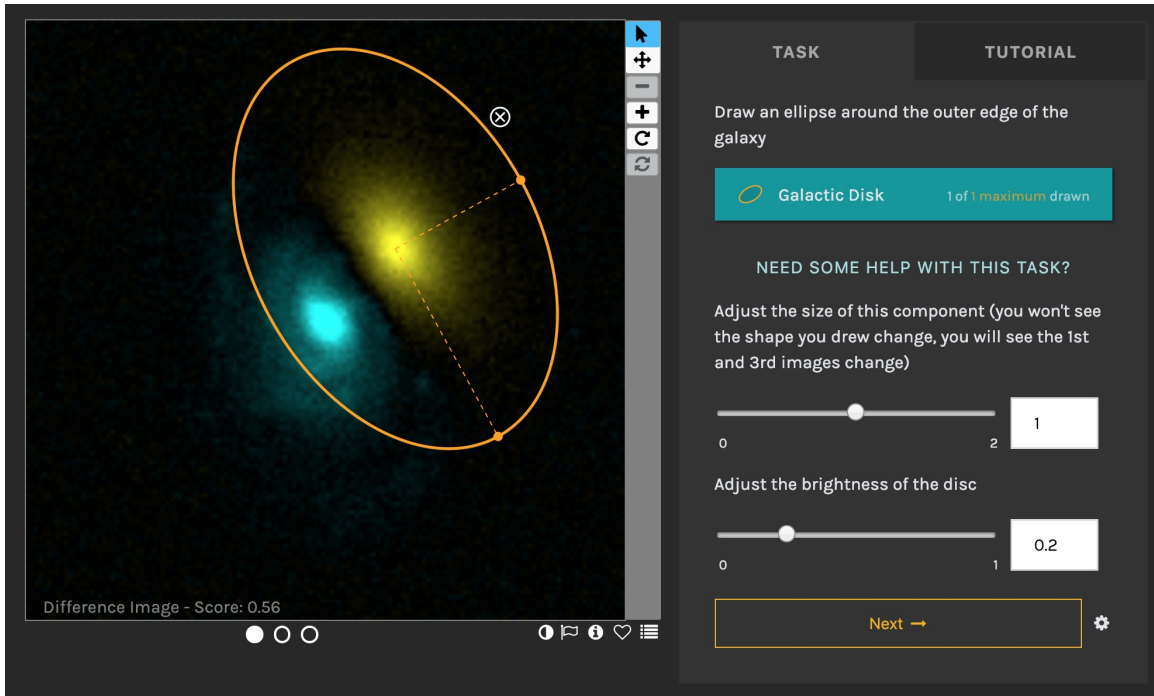 Difference Image - Score: 0.56
TASK
TUTORIAL
Draw an ellipse around the outer edge of the
galaxy
Galactic Disk
1 of 1 maximum drawn
NEED SOME HELP WITH THIS TASK?
Adjust the size of this component (you won't see
the shape you drew change, you will see the 1st
and 3rd images change)
1
0
2
Adjust the brightness of the disc
0.2
0
1
Next →